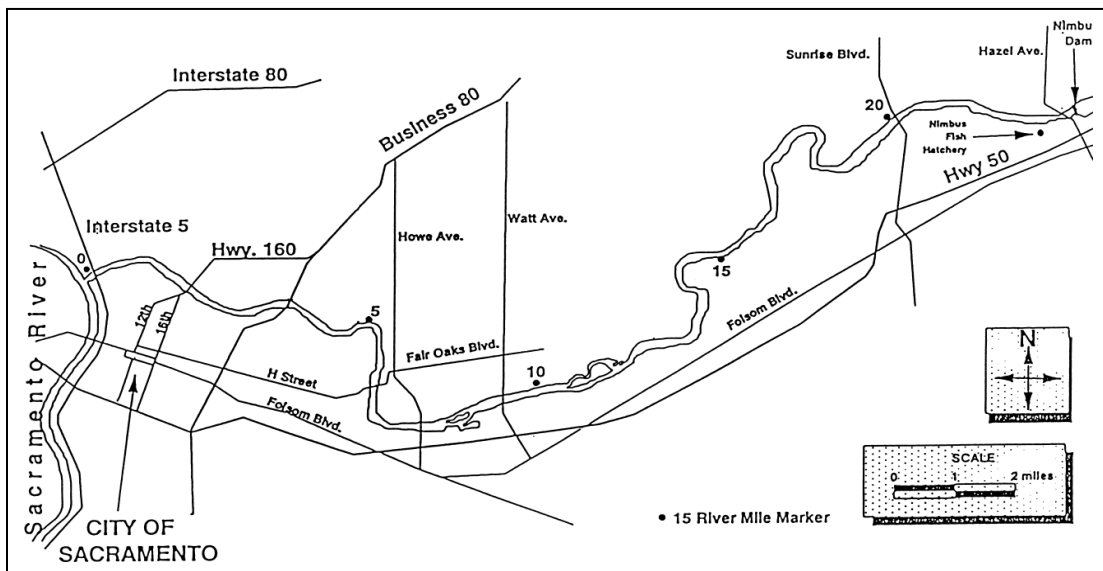 Nimbu
Dam
Sunrise Blvd.
Hazel Ave.
Interstate 80
Business 80
20
Nimbus
Fish
Hatchery
Hwy 50
Interstate 5
0
Hwy. 160
Howe Ave.
Watt Ave.
15
Sacramento River
12th
16th
5
Folsom Blvd.
Fair Oaks Blvd.
10
H Street
Folsom Blvd.
N
SCALE
0 1 2 miles
• 15 River Mile Marker
CITY OF
SACRAMENTO